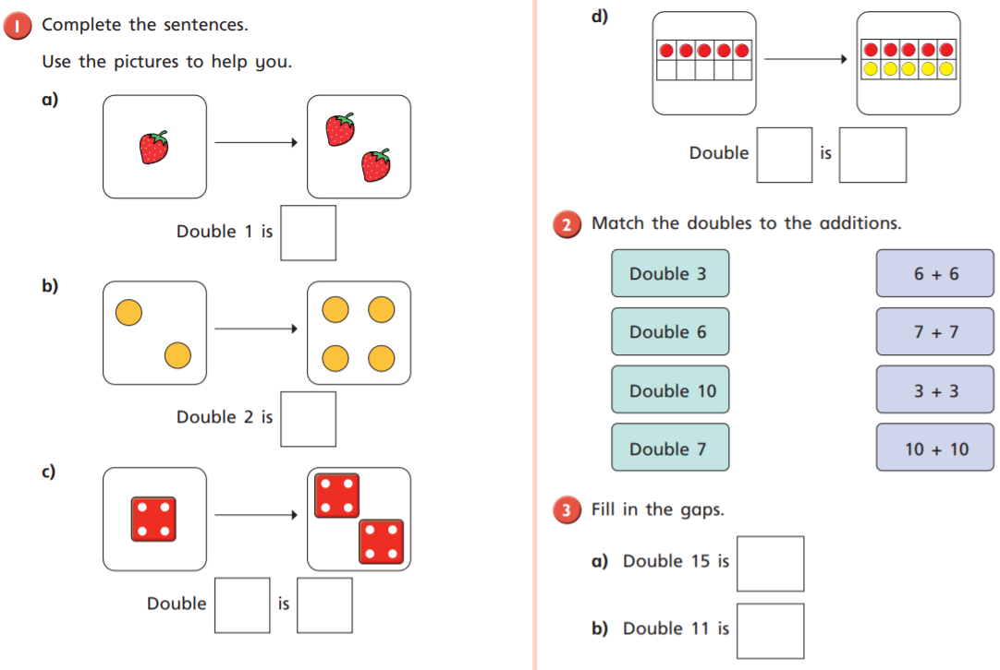 1 Complete the sentences.
Use the pictures to help you.
a)
Double 1 is
b)
Double 2 is
c)
Double is
d)
Double is
2 Match the doubles to the additions.
Double 3 6 + 6
Double 6 7 + 7
Double 10 3 + 3
Double 7 10 + 10
3 Fill in the gaps.
a) Double 15 is
b) Double 11 is